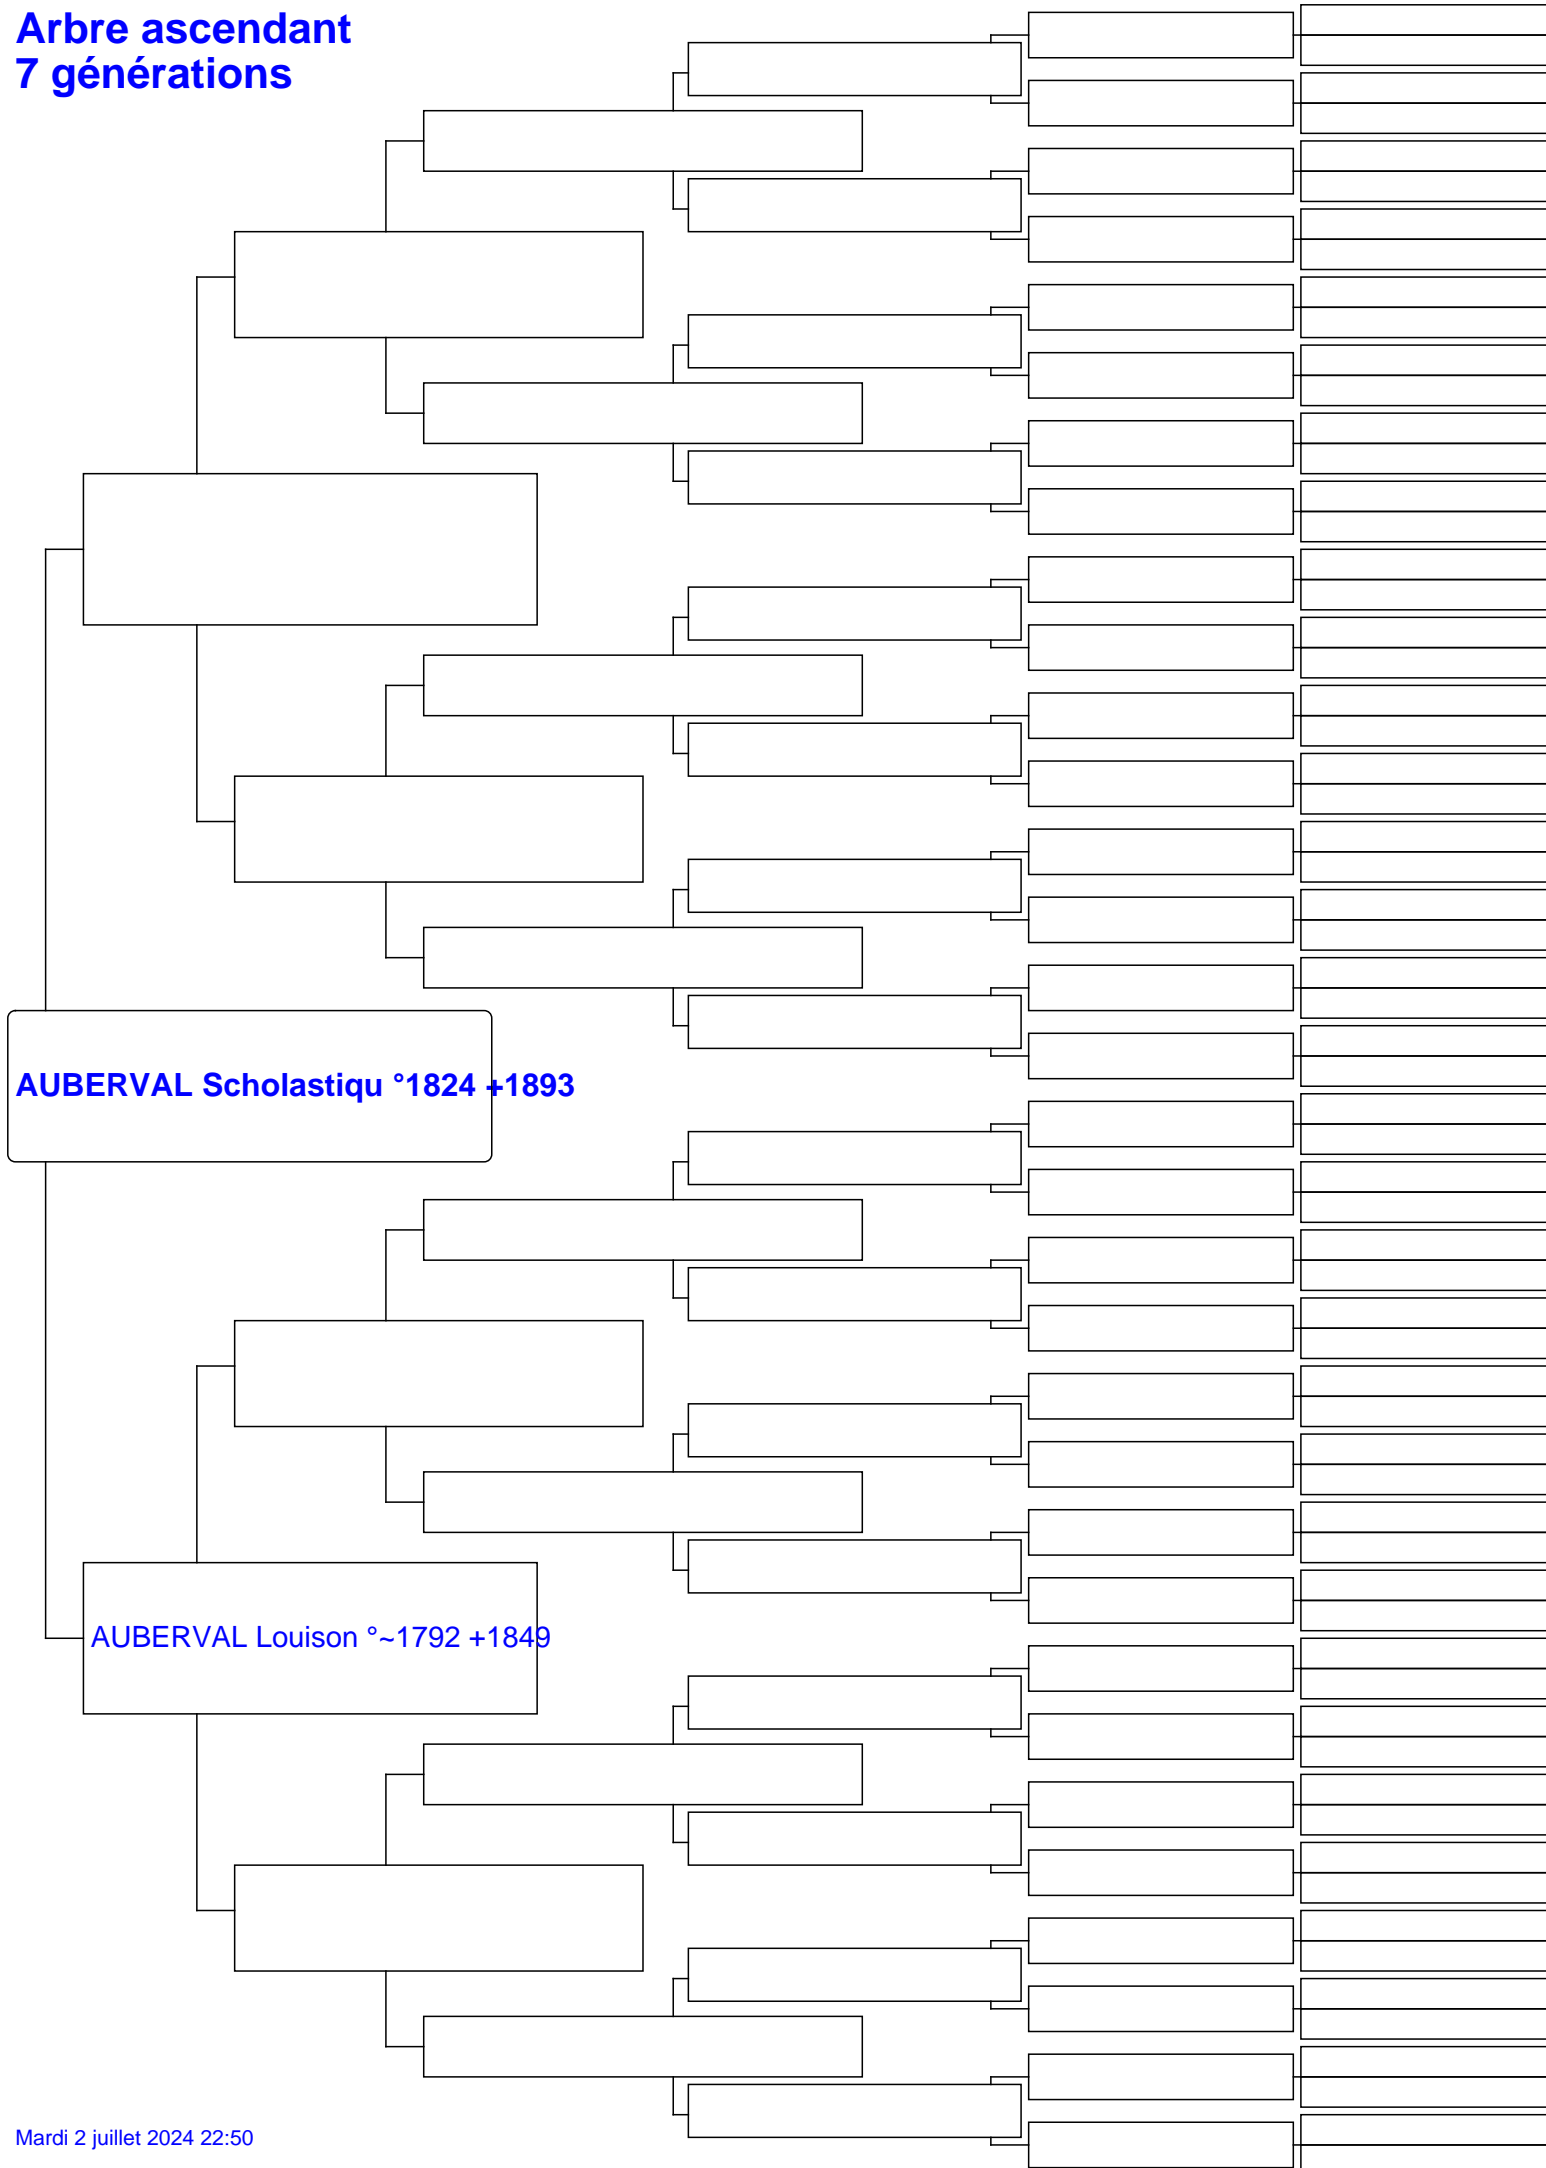 Arbre ascendant
7 générations
AUBERVAL Scholastiqu °1824 +1893
AUBERVAL Louison °~1792 +1849
Mardi 2 juillet 2024 22:50